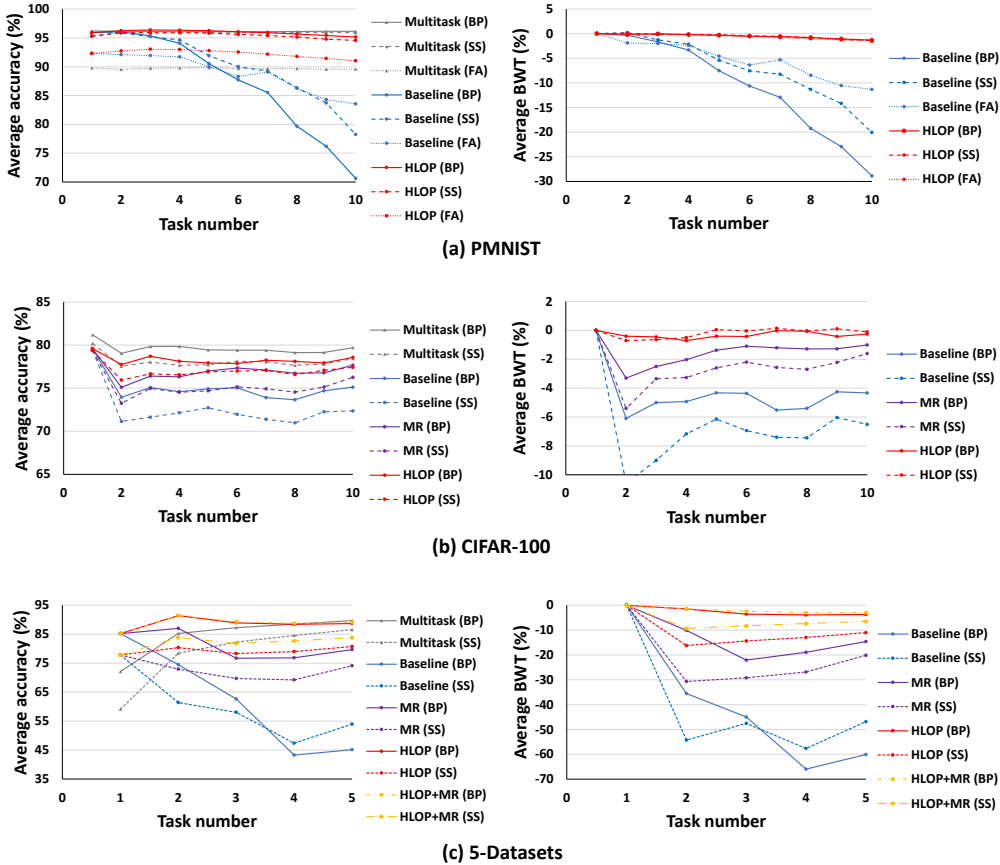 Average accuracy (%)
100
95
90
85
80
75
70
0
2
4
6
8
10
Task number
Multitask (BP)
Multitask (SS)
Multitask (FA)
Baseline (BP)
Baseline (SS)
Baseline (FA)
HLOP (BP)
HLOP (SS)
HLOP (FA)
Average BWT (%)
5
0
-5
-10
-15
-20
-25
-30
0
2
4
6
8
10
Task number
Baseline (BP)
Baseline (SS)
Baseline (FA)
HLOP (BP)
HLOP (SS)
HLOP (FA)
(a) PMNIST
Average accuracy (%)
85
80
75
70
65
0
2
4
6
8
10
Task number
Multitask (BP)
Multitask (SS)
Baseline (BP)
Baseline (SS)
MR (BP)
MR (SS)
HLOP (BP)
HLOP (SS)
Average BWT (%)
2
0
-2
-4
-6
-8
-10
0
2
4
6
8
10
Task number
Baseline (BP)
Baseline (SS)
MR (BP)
MR (SS)
HLOP (BP)
HLOP (SS)
(b) CIFAR-100
Average accuracy (%)
95
85
75
65
55
45
35
0
1
2
3
4
5
Task number
Multitask (BP)
Multitask (SS)
Baseline (BP)
Baseline (SS)
MR (BP)
MR (SS)
HLOP (BP)
HLOP (SS)
HLOP+MR (BP)
HLOP+MR (SS)
Average BWT (%)
0
-10
-20
-30
-40
-50
-60
-70
0
1
2
3
4
5
Task number
Baseline (BP)
Baseline (SS)
MR (BP)
MR (SS)
HLOP (BP)
HLOP (SS)
HLOP+MR (BP)
HLOP+MR (SS)
(c) 5-Datasets